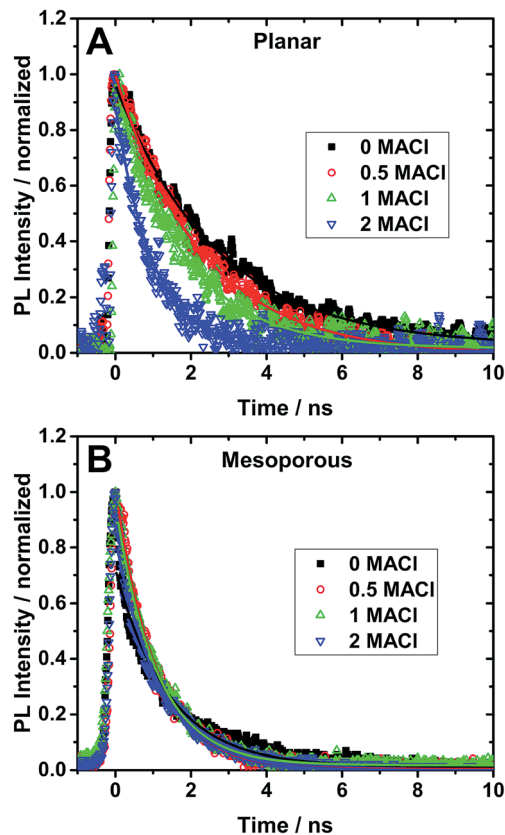 A
Planar
1.2
1.0
0.8
0.6
0.4
0.2
0.0
PL Intensity / normalized
0 MACl
0.5 MACl
1 MACl
2 MACl
0 2 4 6 8 10
Time / ns
B
Mesoporous
1.2
1.0
0.8
0.6
0.4
0.2
0.0
PL Intensity / normalized
0 MACl
0.5 MACl
1 MACl
2 MACl
0 2 4 6 8 10
Time / ns